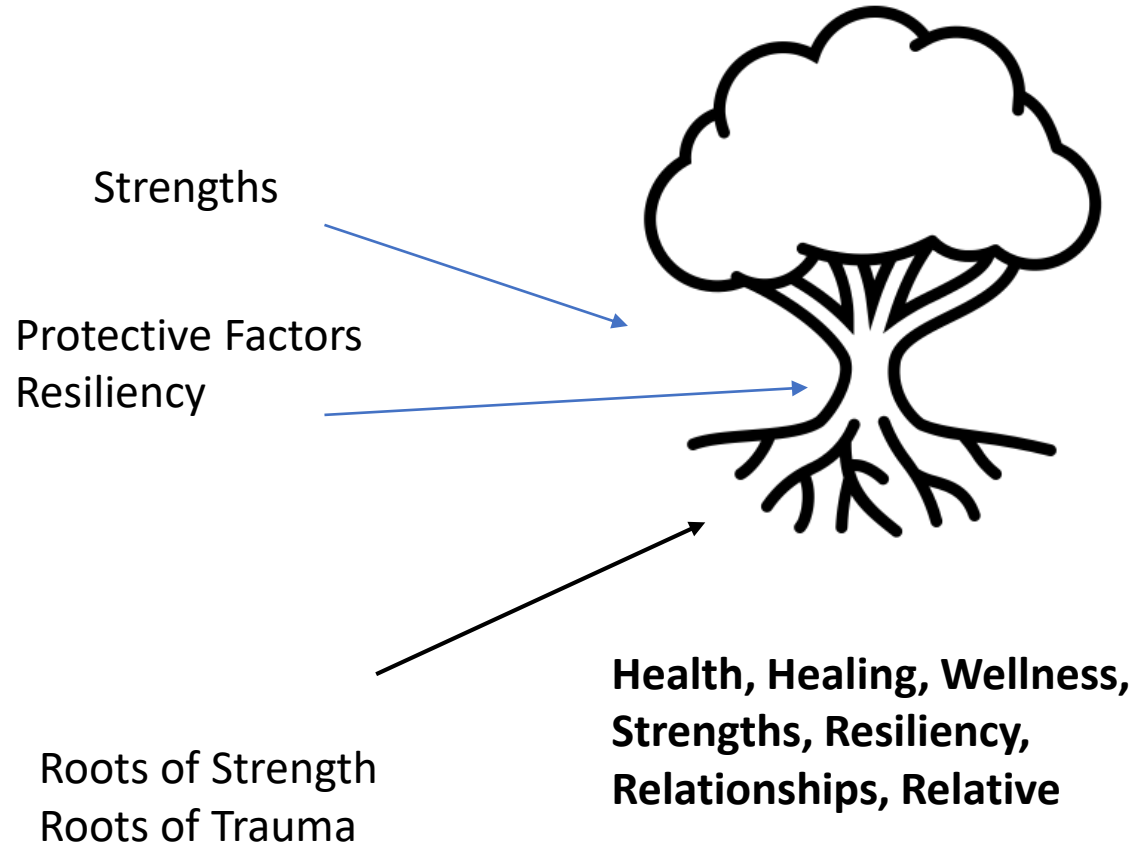 Strengths
Protective Factors
Resiliency
Roots of Strength
Roots of Trauma
Health, Healing, Wellness,
Strengths, Resiliency,
Relationships, Relative